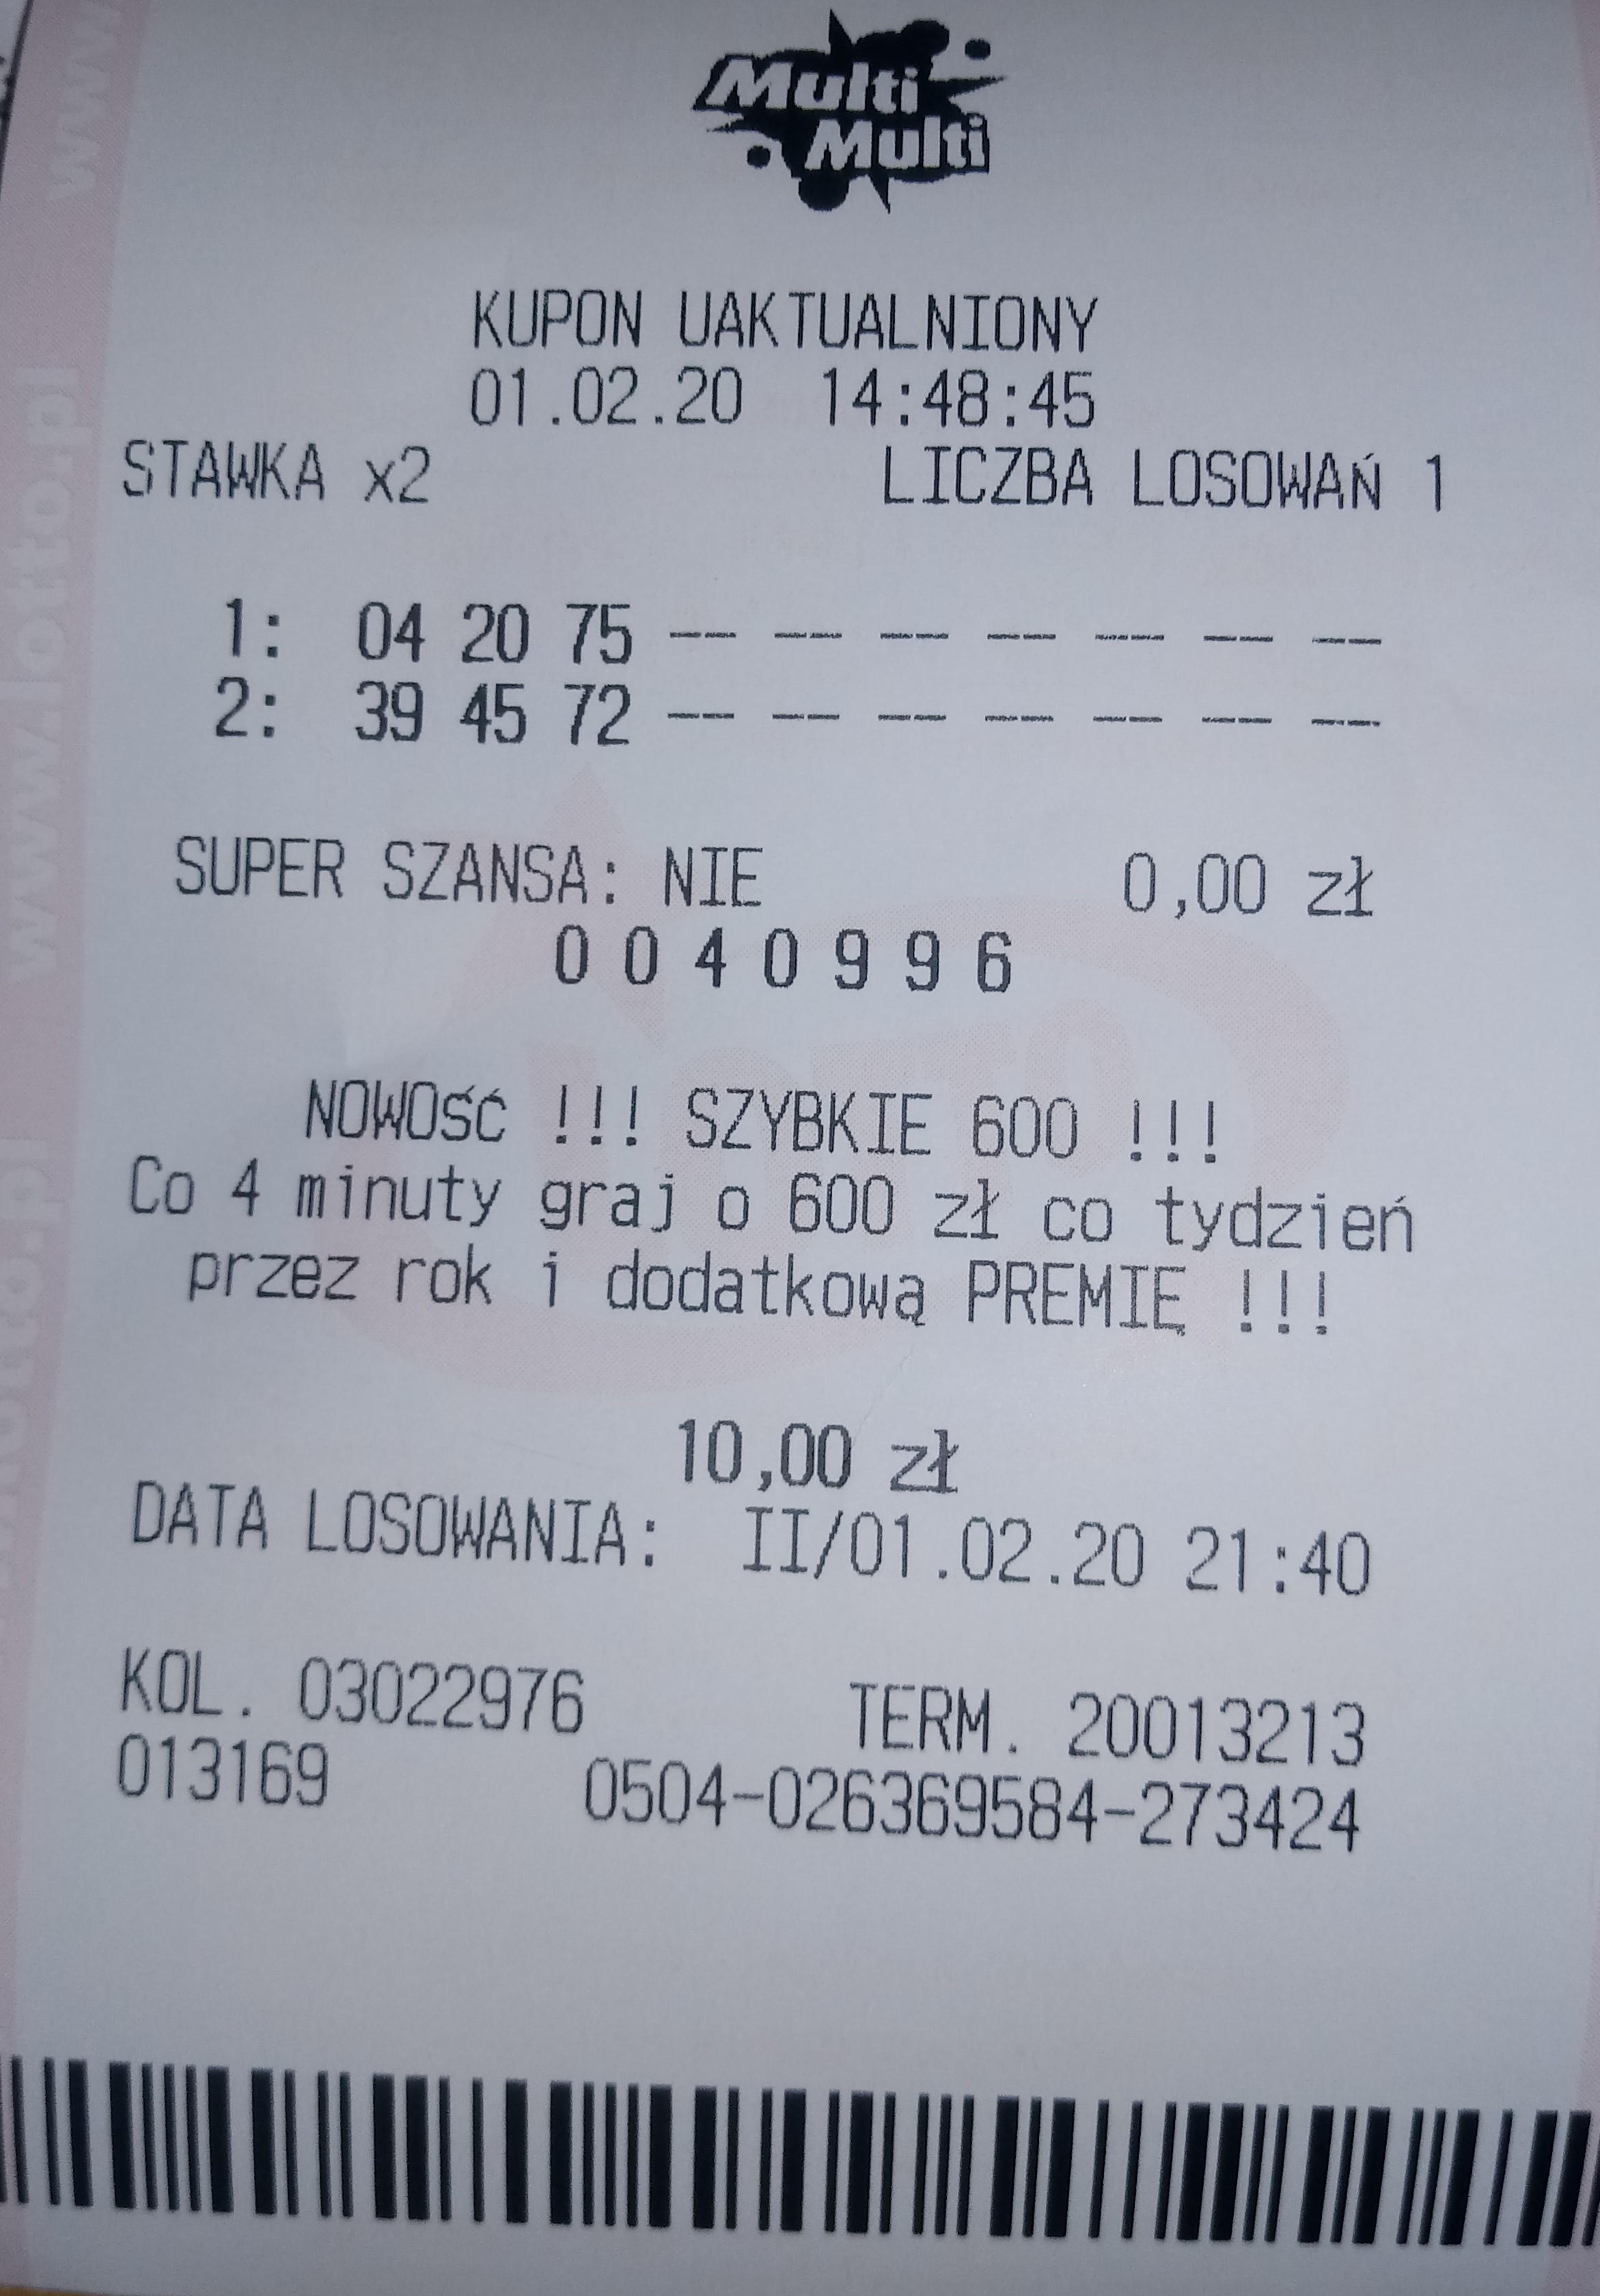 Multi
Multi
KUPON UAKTUALNIONY
01.02.20 14:48:45
STAWKA x2 LICZBA LOSOWAń 1
1: 04 20 75 -- -- -- -- -- -- --
2: 39 45 72 -- -- -- -- -- -- --
SUPER SZANSA: NIE 0,00 zł
0 0 4 0 9 9 6
NOWOść !!! SZYBKIE 600 !!!
Co 4 minuty graj o 600 zł co tydzień
przez rok i dodatkową PREMIĘ !!!
10,00 zł
DATA LOSOWANIA: II/01.02.20 21:40
KOL. 03022976 TERM. 20013213
013169 0504-026369584-273424
www.lotto.pl